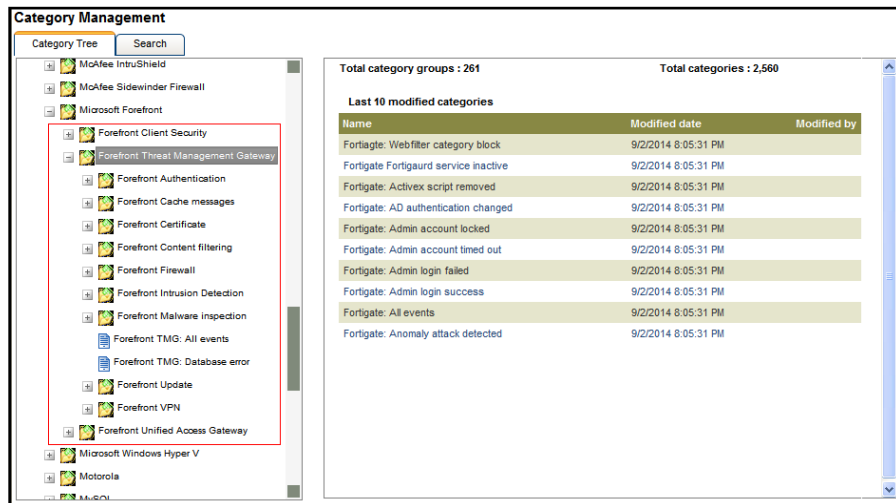 Category Management
Category Tree
Search
McAfee IntruShield
McAfee Sidewinder Firewall
Microsoft Forefront
Forefront Client Security
Forefront Threat Management Gateway
Forefront Authentication
Forefront Cache messages
Forefront Certificate
Forefront Content filtering
Forefront Firewall
Forefront Intrusion Detection
Forefront Malware inspection
Forefront TMG: All events
Forefront TMG: Database error
Forefront Update
Forefront VPN
Forefront Unified Access Gateway
Microsoft Windows Hyper V
Motorola
MySQL
Total category groups : 261 Total categories : 2,560
Last 10 modified categories
Name Modified date Modified by
Fortiagte: Webfilter category block 9/2/2014 8:05:31 PM
Fortigate Fortigaurd service inactive 9/2/2014 8:05:31 PM
Fortigate: Activex script removed 9/2/2014 8:05:31 PM
Fortigate: AD authentication changed 9/2/2014 8:05:31 PM
Fortigate: Admin account locked 9/2/2014 8:05:31 PM
Fortigate: Admin account timed out 9/2/2014 8:05:31 PM
Fortigate: Admin login failed 9/2/2014 8:05:31 PM
Fortigate: Admin login success 9/2/2014 8:05:31 PM
Fortigate: All events 9/2/2014 8:05:31 PM
Fortigate: Anomaly attack detected 9/2/2014 8:05:31 PM